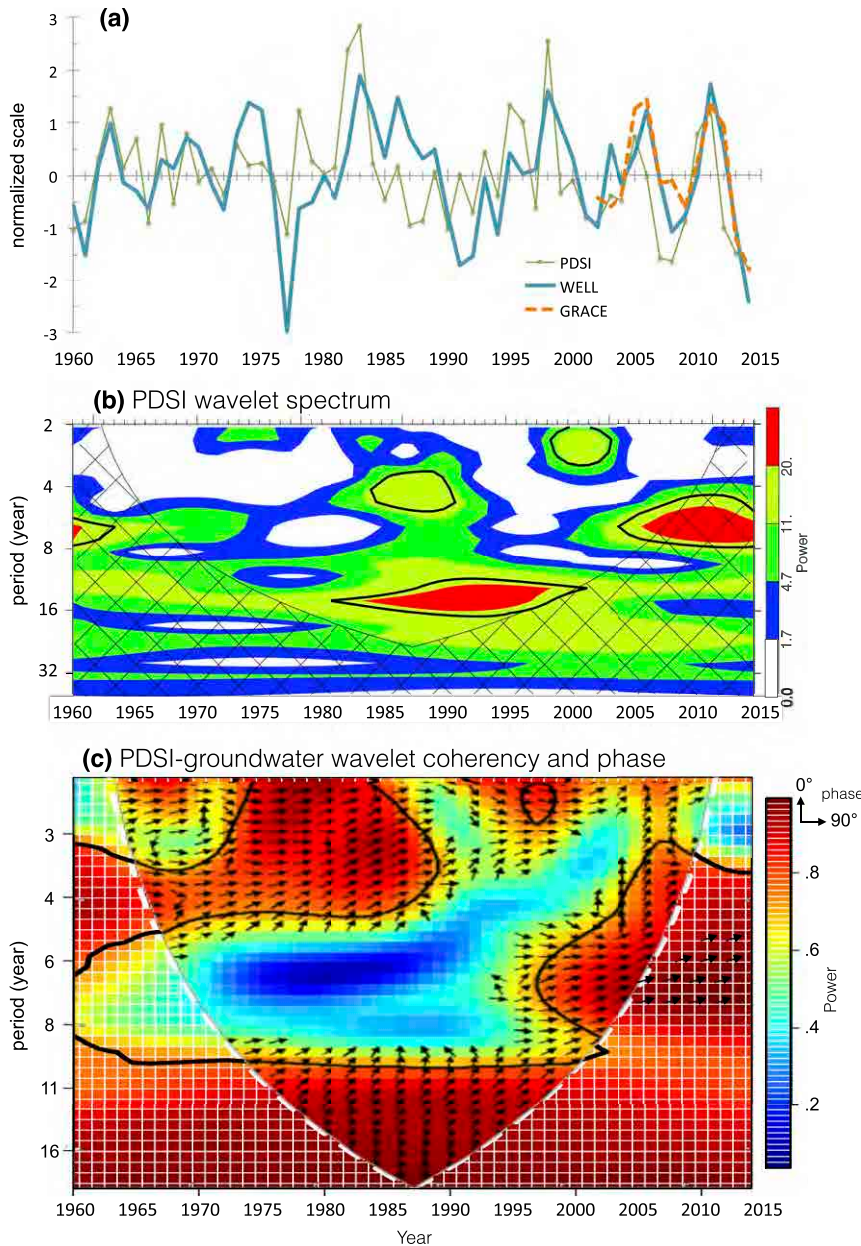 (a)
normalized scale
3
2
1
0
-1
-2
-3
PDSI
WELL
GRACE
1960 1965 1970 1975 1980 1985 1990 1995 2000 2005 2010 2015
(b) PDSI wavelet spectrum
period (year)
2
4
8
16
32
20.
11.
4.7
1.7
0.0
Power
1960 1965 1970 1975 1980 1985 1990 1995 2000 2005 2010 2015
(c) PDSI-groundwater wavelet coherency and phase
0° phase
90°
period (year)
3
4
6
8
11
16
.8
.6
.4
.2
Power
1960 1965 1970 1975 1980 1985 1990 1995 2000 2005 2010 2015
Year